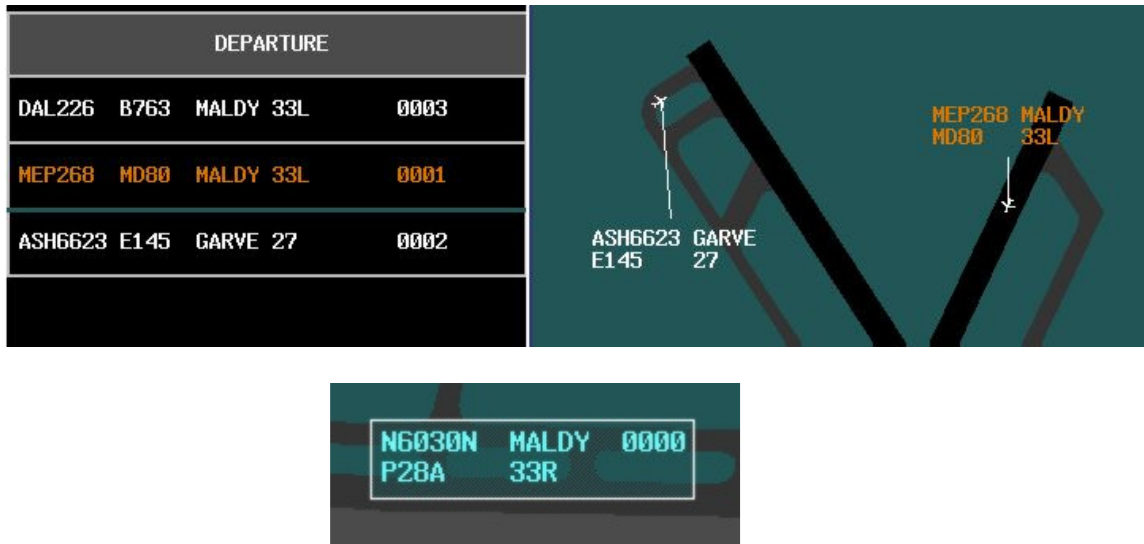 DEPARTURE
DAL226 B763 MALDY 33L 0003
MEP268 MD80 MALDY 33L 0001
ASH6623 E145 GARVE 27 0002
MEP268 MALDY
MD80 33L
ASH6623 GARVE
E145 27
N6030N MALDY 0000
P28A 33R